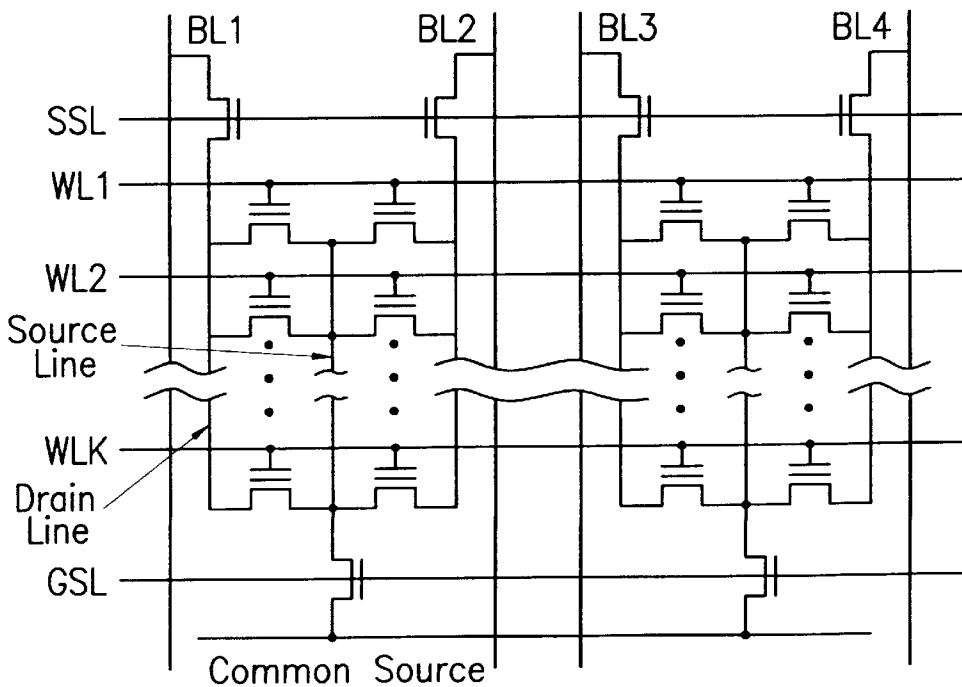 BL1 BL2 BL3 BL4
SSL
WL1
WL2
Source
Line
WLK
Drain
Line
GSL
Common Source